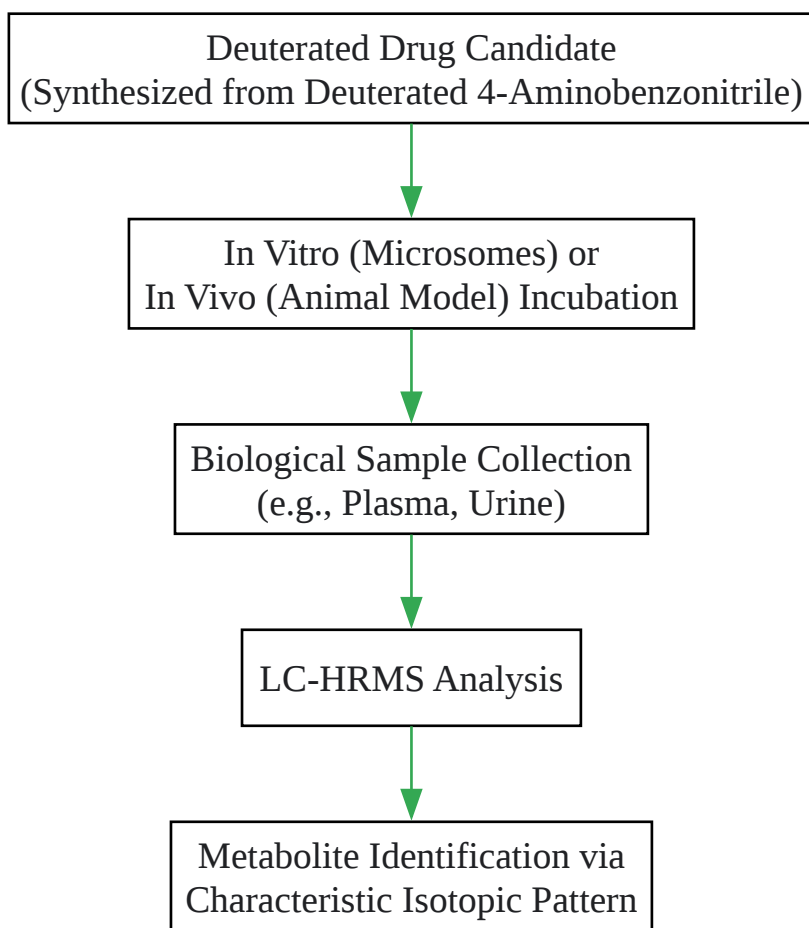 Deuterated Drug Candidate
(Synthesized from Deuterated 4-Aminobenzonitrile)
In Vitro (Microsomes) or
In Vivo (Animal Model) Incubation
Biological Sample Collection
(e.g., Plasma, Urine)
LC-HRMS Analysis
Metabolite Identification via
Characteristic Isotopic Pattern